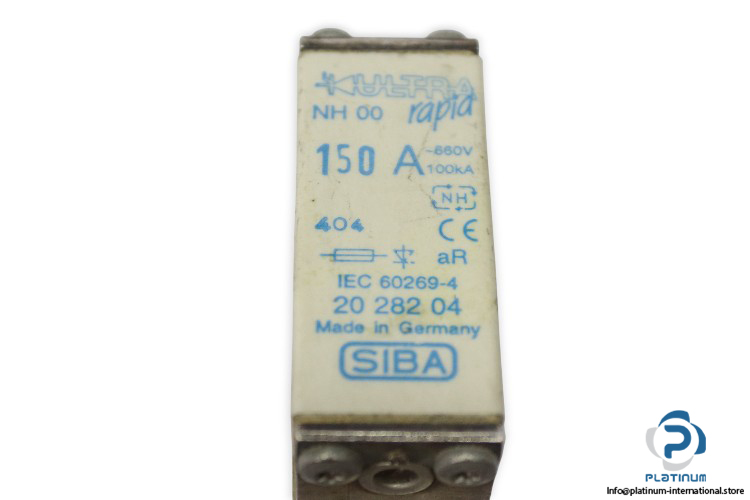 ULTRA
rapid
NH 00
150 A ~660V
100kA
NH
404 CE
aR
IEC 60269-4
20 282 04
Made in Germany
SIBA
PLATINUM
Info@platinum-international.store